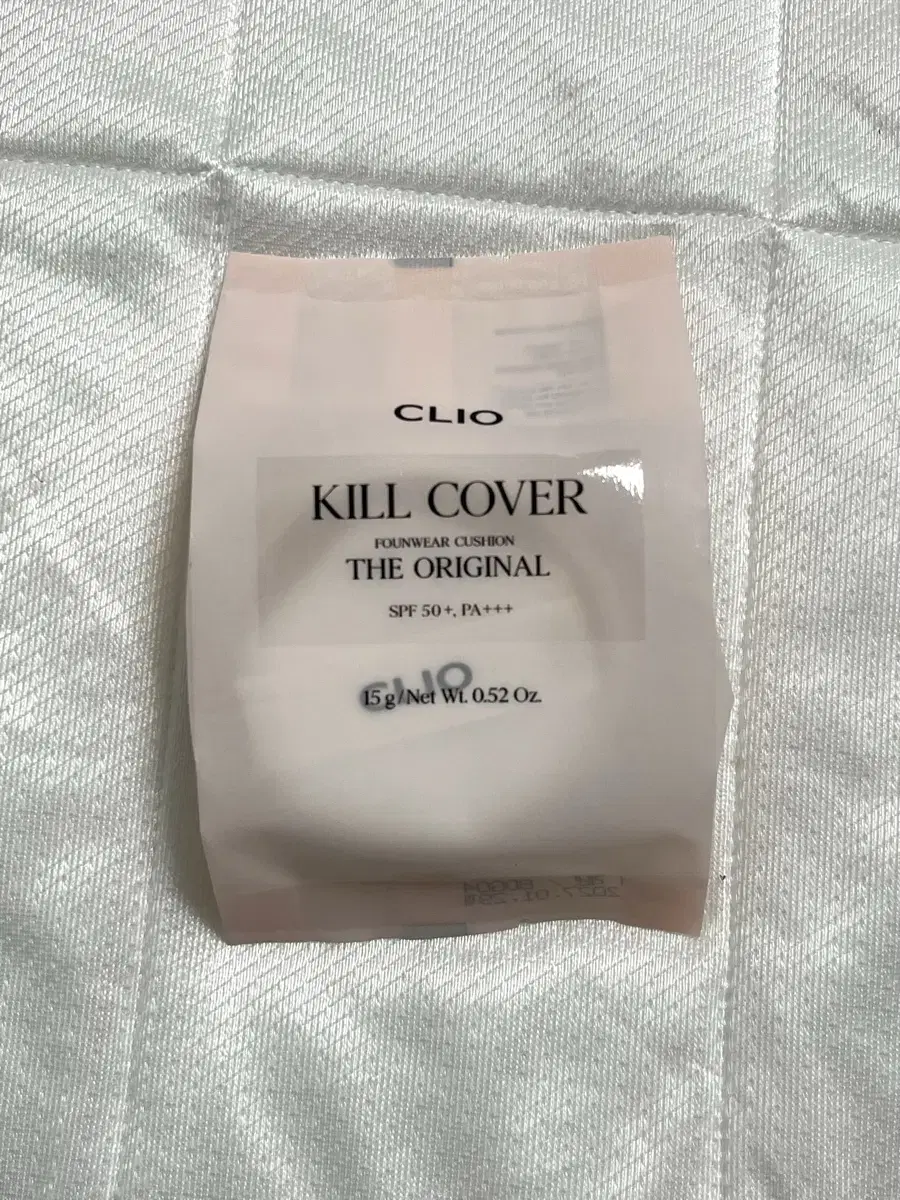 CLIO
KILL COVER
FOUNWEAR CUSHION
THE ORIGINAL
SPF 50+, PA+++
CLIO
15 g/Net Wt. 0.52 Oz.